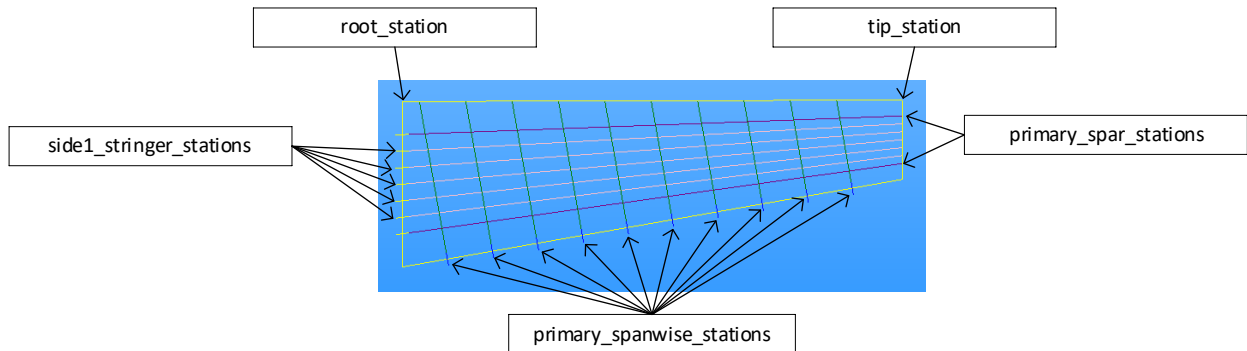 root_station
tip_station
side1_stringer_stations
primary_spar_stations
primary_spanwise_stations